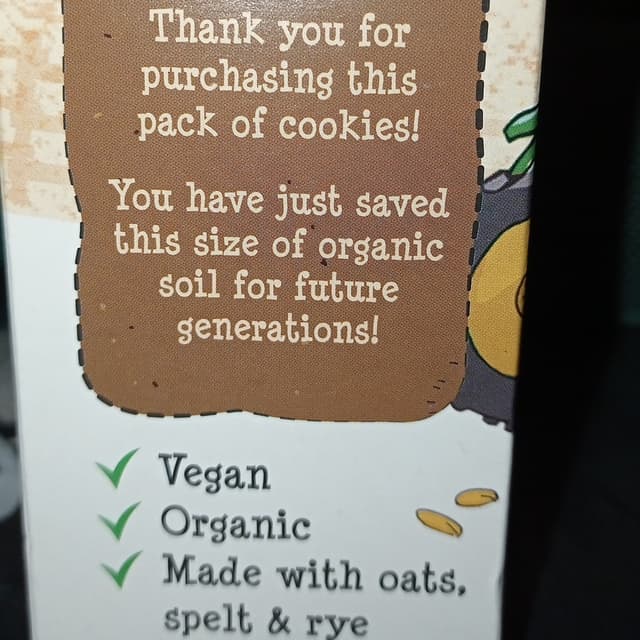 Thank you for
purchasing this
pack of cookies!
You have just saved
this size of organic
soil for future
generations!
Vegan
Organic
Made with oats,
spelt & rye